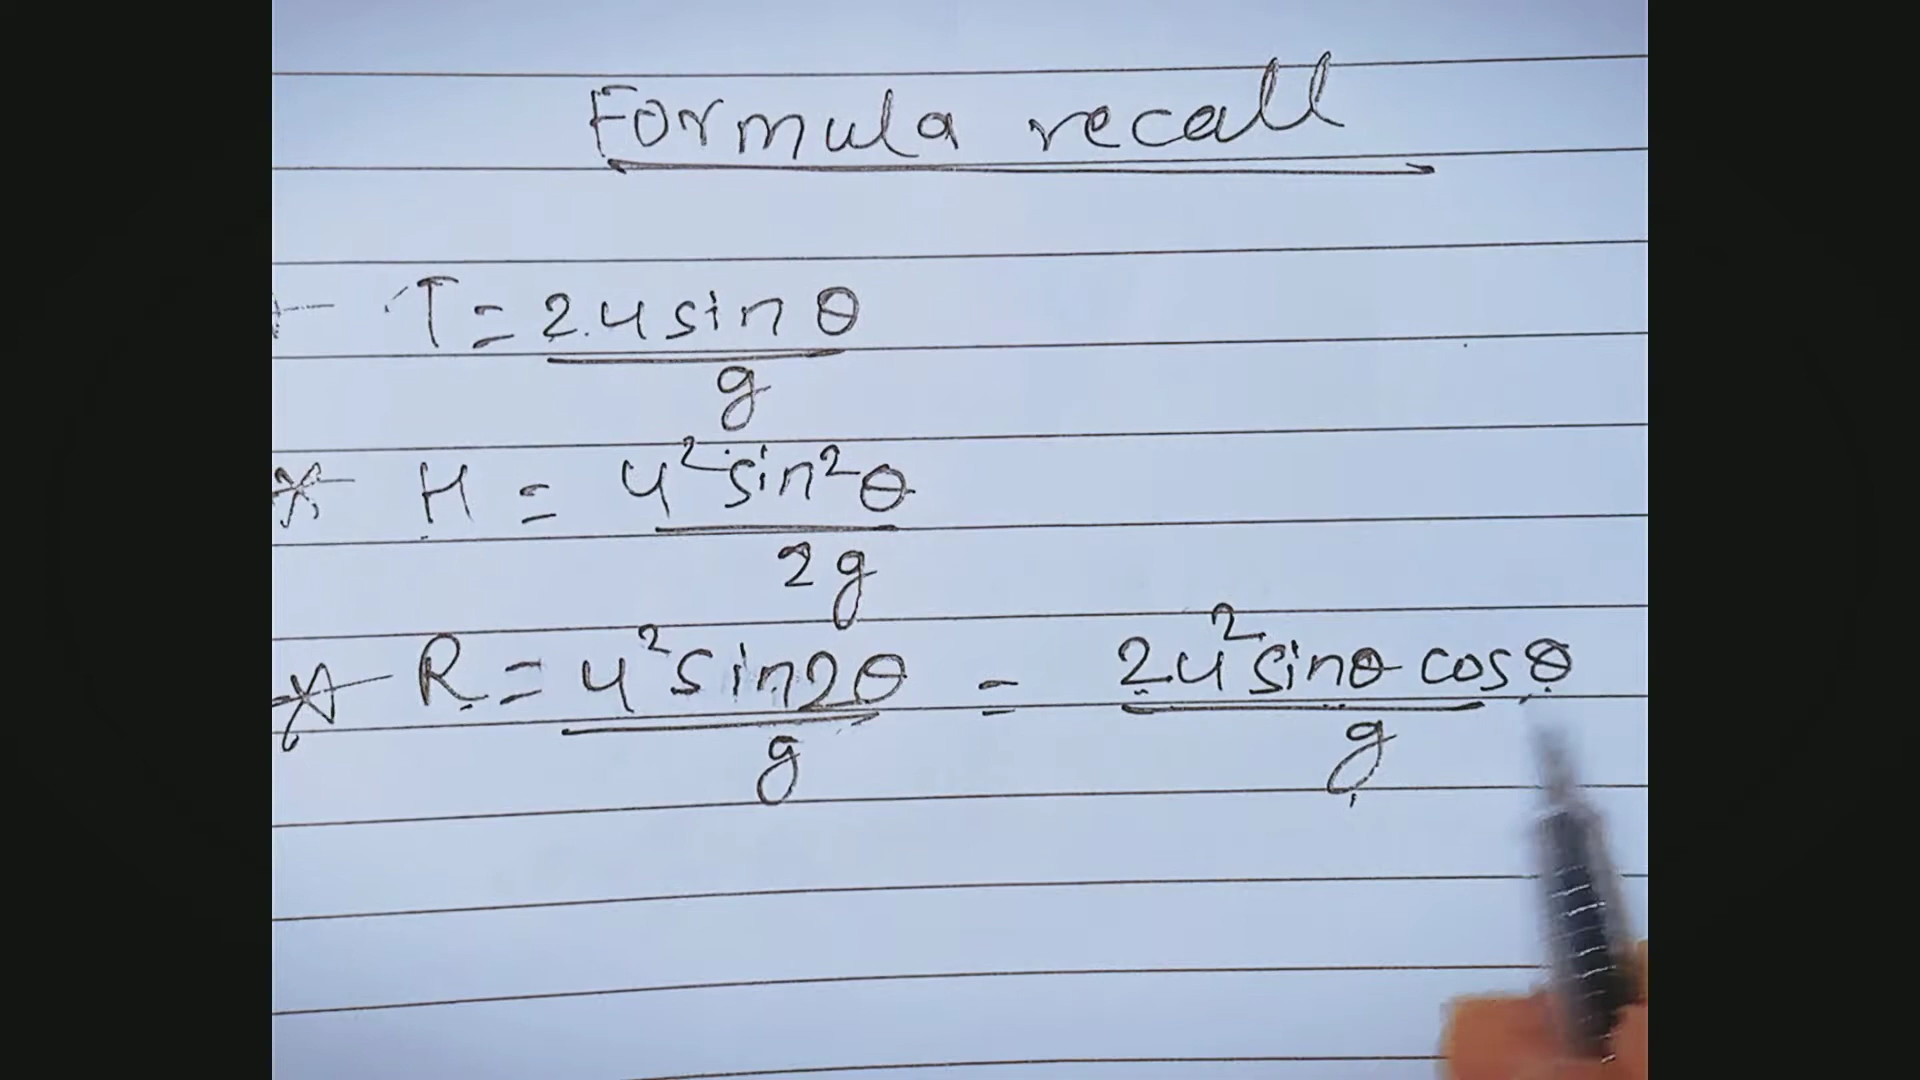 Formula recall
* T = 2usinθ / g
* H = u²sin²θ / 2g
* R = u²sin2θ / g = 2u²sinθ cosθ / g